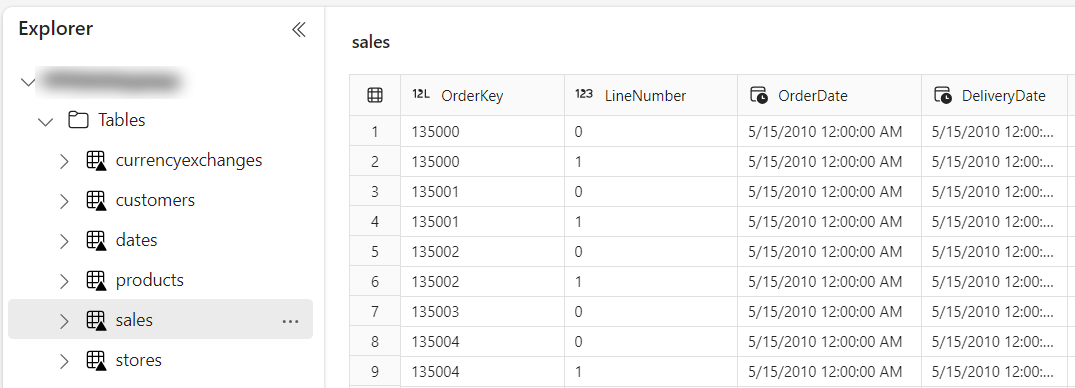 Explorer
Tables
currencyexchanges
customers
dates
products
sales
stores
sales
12L OrderKey 123 LineNumber OrderDate DeliveryDate
1 135000 0 5/15/2010 12:00:00 AM 5/15/2010 12:00:...
2 135000 1 5/15/2010 12:00:00 AM 5/15/2010 12:00:...
3 135001 0 5/15/2010 12:00:00 AM 5/15/2010 12:00:...
4 135001 1 5/15/2010 12:00:00 AM 5/15/2010 12:00:...
5 135002 0 5/15/2010 12:00:00 AM 5/15/2010 12:00:...
6 135002 1 5/15/2010 12:00:00 AM 5/15/2010 12:00:...
7 135003 0 5/15/2010 12:00:00 AM 5/15/2010 12:00:...
8 135004 0 5/15/2010 12:00:00 AM 5/15/2010 12:00:...
9 135004 1 5/15/2010 12:00:00 AM 5/15/2010 12:00:...